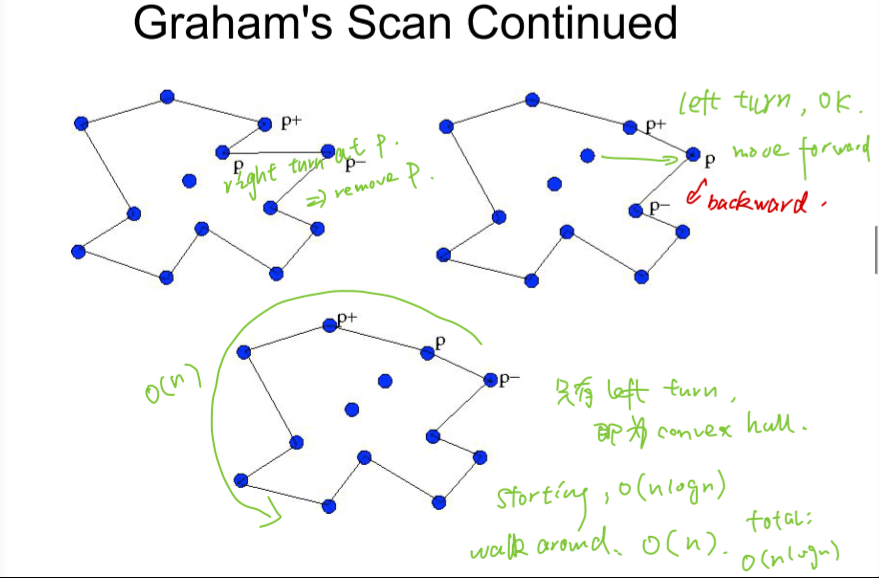 Graham's Scan Continued
p+
p
p-
right turn at p.
=> remove p.
p+
p
p-
left turn, OK.
move forward
backward.
p+
p
p-
O(n)
只有 left turn,
即为 convex hull.
Storting, O(nlogn)
walk around、O(n).
total:
O(nlogn)